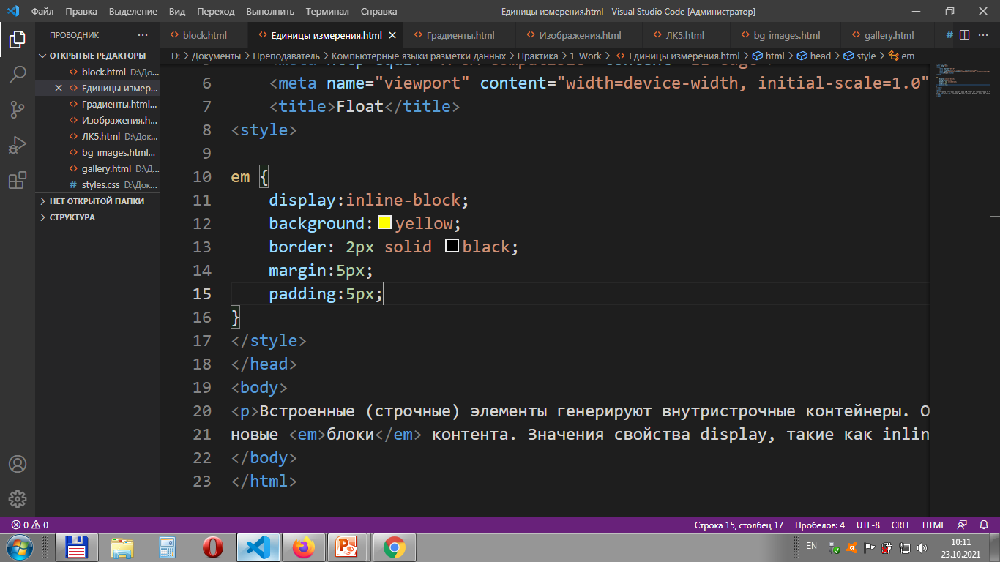 Файл Правка Выделение Вид Переход Выполнить Терминал Справка Единицы измерения.html - Visual Studio Code [Администратор]
ПРОВОДНИК ···
block.html Единицы измерения.html Градиенты.html Изображения.html ЛК5.html bg_images.html gallery.html #
ОТКРЫТЫЕ РЕДАКТОРЫ
block.html D:\До...
Единицы измер...
Градиенты.html...
Изображения.h...
ЛК5.html D:\Док...
bg_images.html...
gallery.html D:\Д...
# styles.css D:\Док...
НЕТ ОТКРЫТОЙ ПАПКИ
СТРУКТУРА
D: > Документы > Преподаватель > Компьютерные языки разметки данных > Практика > 1-Work > Единицы измерения.html > html > head > style > em
6 <meta name="viewport" content="width=device-width, initial-scale=1.0"
7 <title>Float</title>
8 <style>
9
10 em {
11 display:inline-block;
12 background:yellow;
13 border: 2px solid black;
14 margin:5px;
15 padding:5px;
16 }
17 </style>
18 </head>
19 <body>
20 <p>Встроенные (строчные) элементы генерируют внутристрочные контейнеры. О
21 новые <em>блоки</em> контента. Значения свойства display, такие как inlin
22 </body>
23 </html>
0 0 Строка 15, столбец 17 Пробелов: 4 UTF-8 CRLF HTML
EN 10:11
23.10.2021